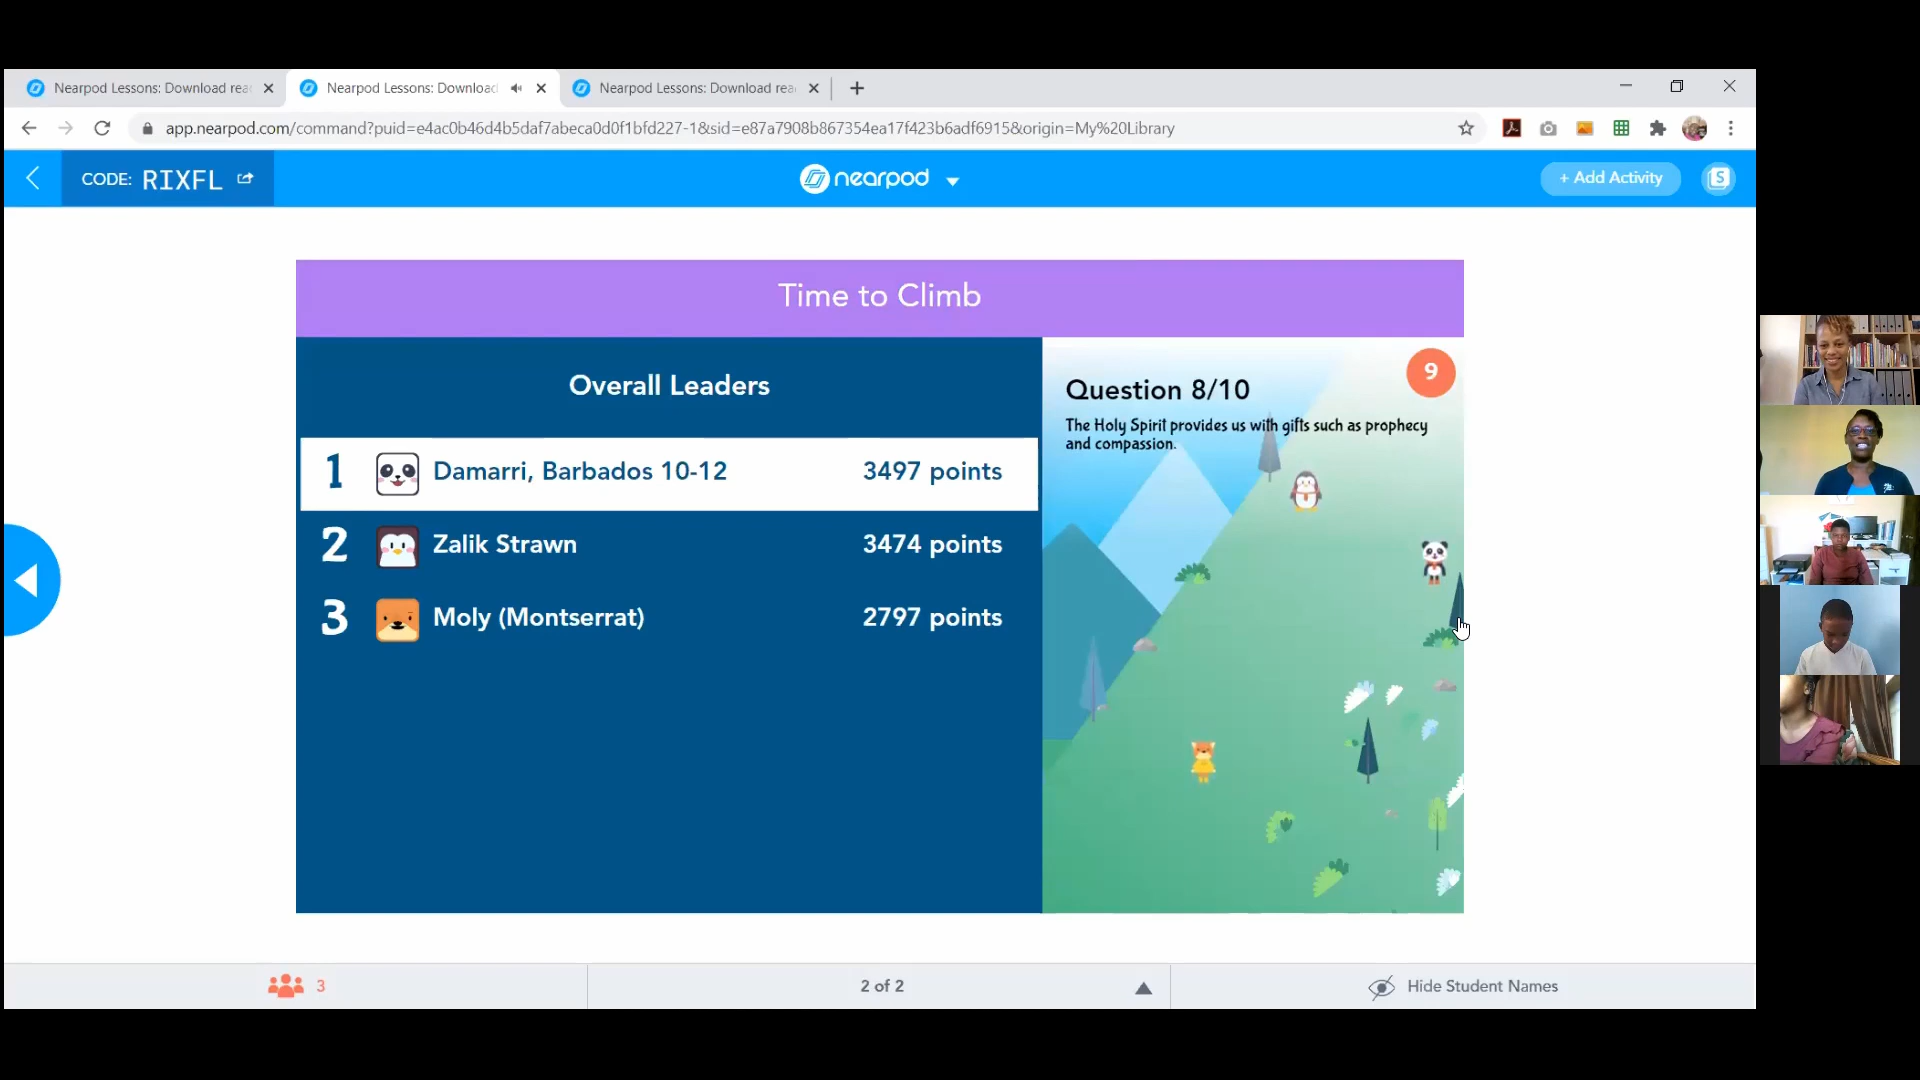 Nearpod Lessons: Download rea
Nearpod Lessons: Download
Nearpod Lessons: Download rea
app.nearpod.com/command?puid=e4ac0b46d4b5daf7abeca0d0f1bfd227-1&sid=e87a7908b867354ea17f423b6adf6915&origin=My%20Library
CODE: RIXFL
nearpod
+ Add Activity
S
Time to Climb
Overall Leaders
1 Damarri, Barbados 10-12 3497 points
2 Zalik Strawn 3474 points
3 Moly (Montserrat) 2797 points
9
Question 8/10
The Holy Spirit provides us with gifts such as prophecy
and compassion.
3
2 of 2
Hide Student Names